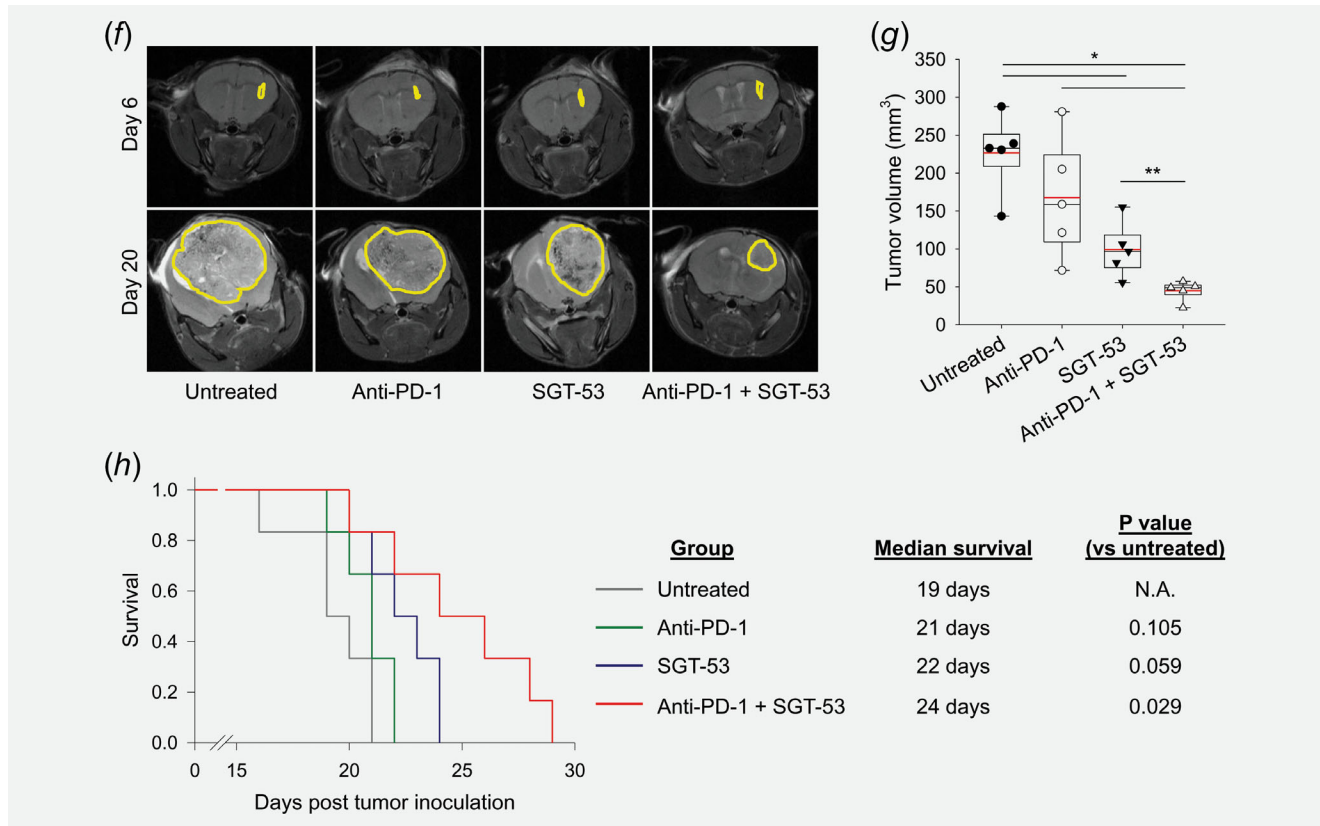 (f)
Day 6
Day 20
Untreated
Anti-PD-1
SGT-53
Anti-PD-1 + SGT-53
(g)
Tumor volume (mm³)
350
300
250
200
150
100
50
0
*
**
Untreated
Anti-PD-1
SGT-53
Anti-PD-1 + SGT-53
(h)
Survival
1.0
0.8
0.6
0.4
0.2
0.0
0 15 20 25 30
Days post tumor inoculation
Group Median survival P value (vs untreated)
Untreated 19 days N.A.
Anti-PD-1 21 days 0.105
SGT-53 22 days 0.059
Anti-PD-1 + SGT-53 24 days 0.029